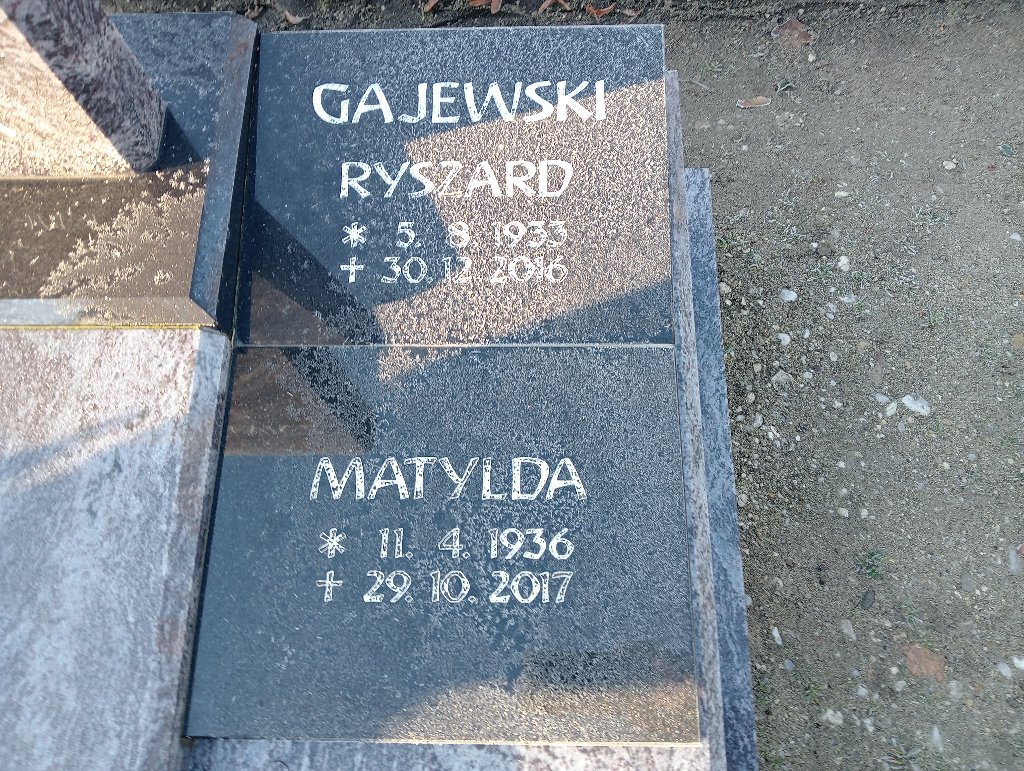 GAJEWSKI
RYSZARD
* 5. 8. 1933
+ 30. 12. 2016
MATYLDA
* 11. 4. 1936
+ 29. 10. 2017